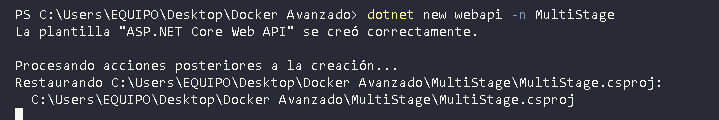 PS C:\Users\EQUIPO\Desktop\Docker Avanzado> dotnet new webapi -n MultiStage
La plantilla "ASP.NET Core Web API" se creó correctamente.
Procesando acciones posteriores a la creación...
Restaurando C:\Users\EQUIPO\Desktop\Docker Avanzado\MultiStage\MultiStage.csproj:
C:\Users\EQUIPO\Desktop\Docker Avanzado\MultiStage\MultiStage.csproj